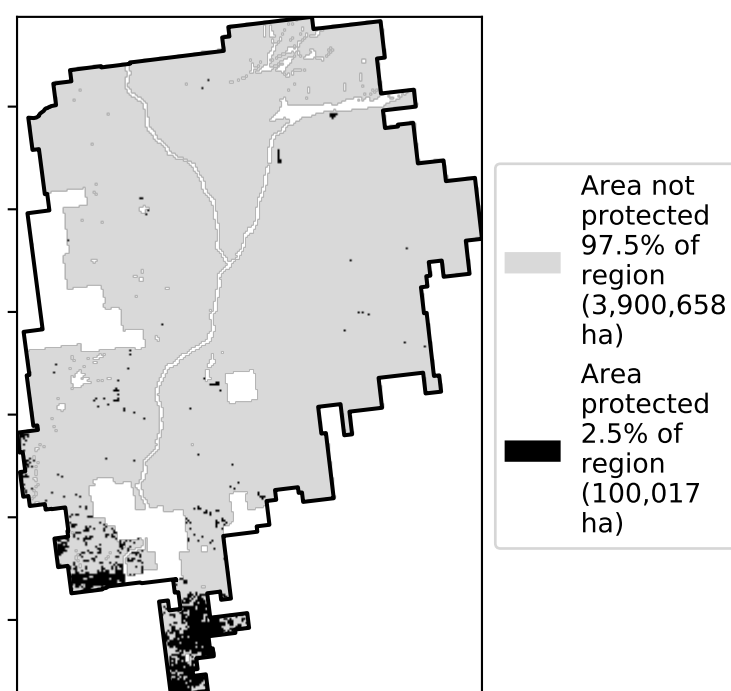 Area not
protected
97.5% of
region
(3,900,658
ha)
Area
protected
2.5% of
region
(100,017
ha)